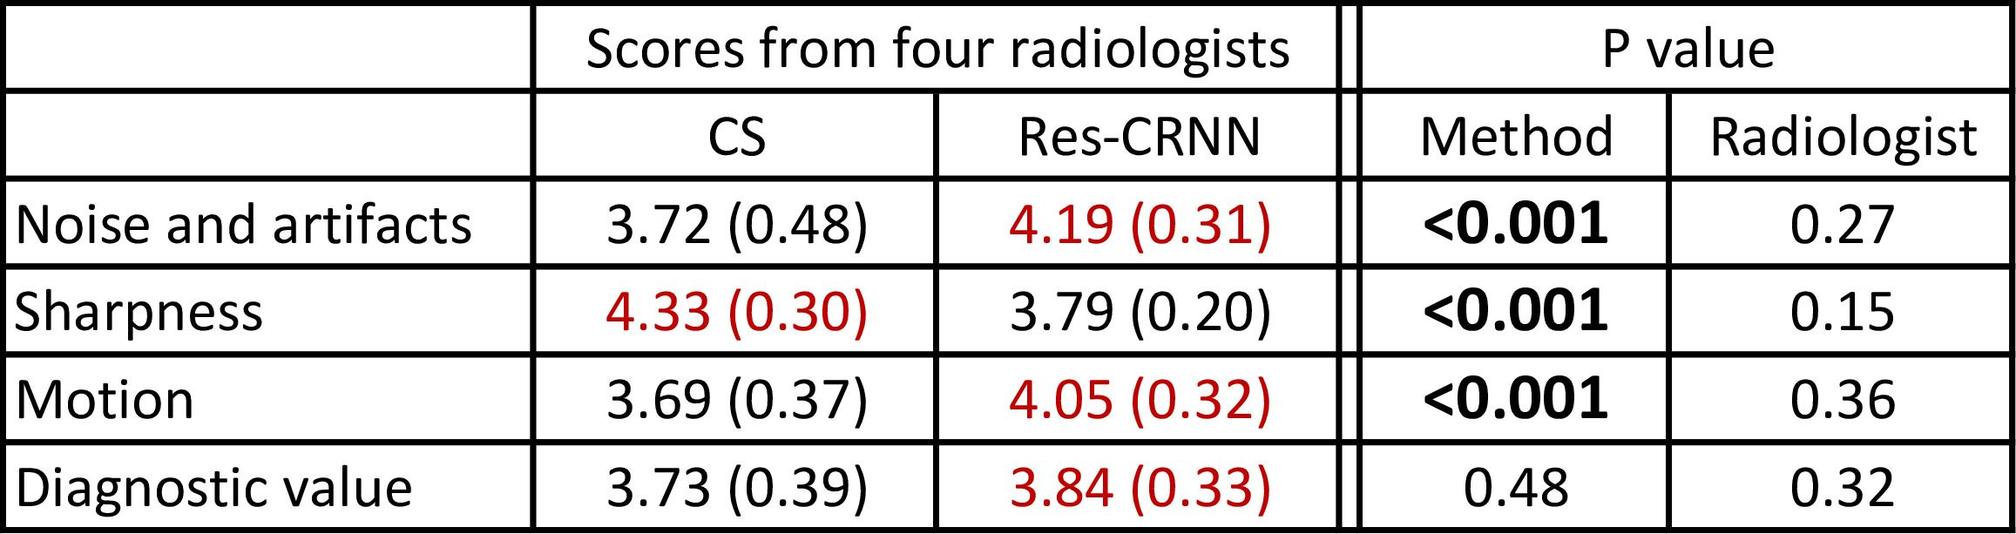 Scores from four radiologists P value
CS Res-CRNN Method Radiologist
Noise and artifacts 3.72 (0.48) 4.19 (0.31) <0.001 0.27
Sharpness 4.33 (0.30) 3.79 (0.20) <0.001 0.15
Motion 3.69 (0.37) 4.05 (0.32) <0.001 0.36
Diagnostic value 3.73 (0.39) 3.84 (0.33) 0.48 0.32